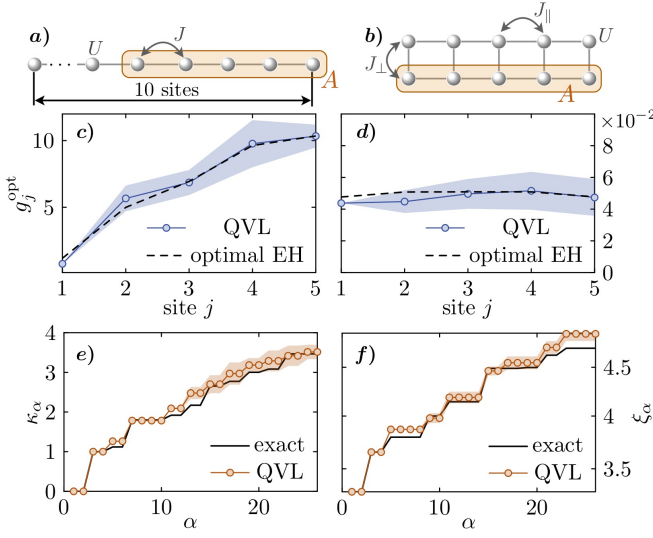 a)
U
J
A
10 sites
b)
J∥
U
J⊥
A
c)
10
5
g_j^opt
QVL
optimal EH
1 2 3 4 5
site j
d)
×10⁻²
8
6
4
2
0
QVL
optimal EH
1 2 3 4 5
site j
e)
4
3
2
1
0
κ_α
exact
QVL
0 10 20
α
f)
4.5
4
3.5
ξ_α
exact
QVL
0 10 20
α